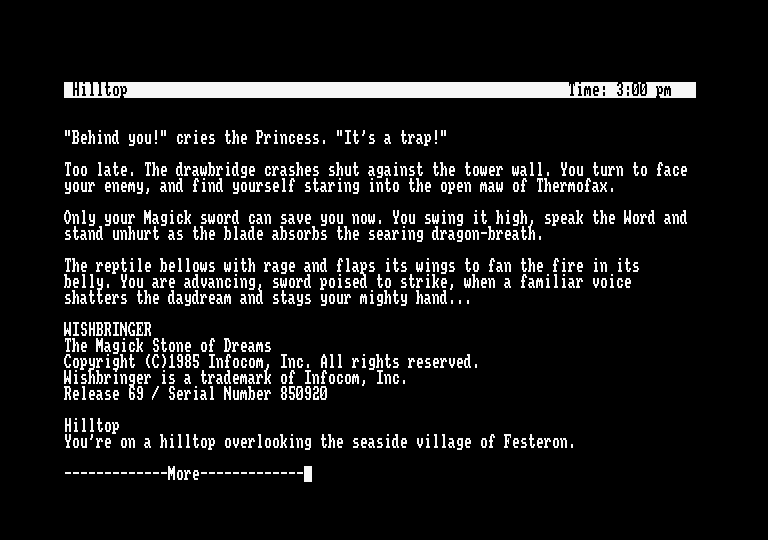 Hilltop Time: 3:00 pm
"Behind you!" cries the Princess. "It's a trap!"
Too late. The drawbridge crashes shut against the tower wall. You turn to face
your enemy, and find yourself staring into the open maw of Thermofax.
Only your Magick sword can save you now. You swing it high, speak the Word and
stand unhurt as the blade absorbs the searing dragon-breath.
The reptile bellows with rage and flaps its wings to fan the fire in its
belly. You are advancing, sword poised to strike, when a familiar voice
shatters the daydream and stays your mighty hand...
WISHBRINGER
The Magick Stone of Dreams
Copyright (C)1985 Infocom, Inc. All rights reserved.
Wishbringer is a trademark of Infocom, Inc.
Release 69 / Serial Number 850920
Hilltop
You're on a hilltop overlooking the seaside village of Festeron.
-------------More-------------